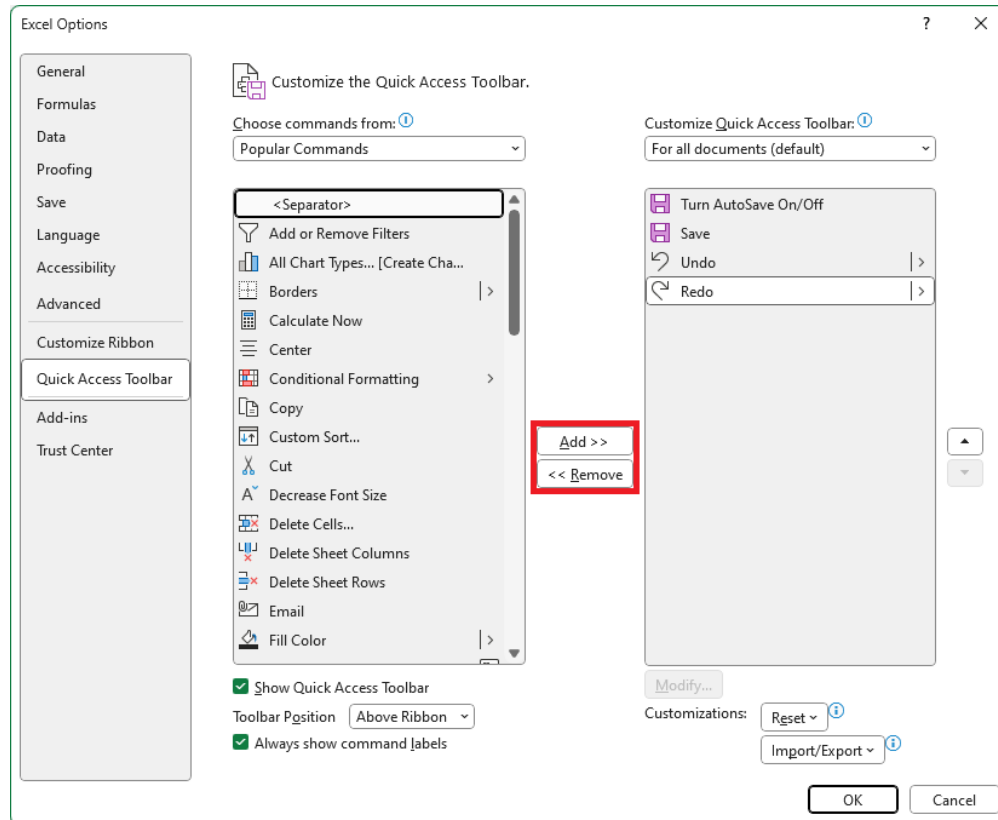 Excel Options
?
General
Formulas
Data
Proofing
Save
Language
Accessibility
Advanced
Customize Ribbon
Quick Access Toolbar
Add-ins
Trust Center
Customize the Quick Access Toolbar.
Choose commands from:
Popular Commands
<Separator>
Add or Remove Filters
All Chart Types... [Create Cha...
Borders
Calculate Now
Center
Conditional Formatting
Copy
Custom Sort...
Cut
Decrease Font Size
Delete Cells...
Delete Sheet Columns
Delete Sheet Rows
Email
Fill Color
Show Quick Access Toolbar
Toolbar Position Above Ribbon
Always show command labels
Add >>
<< Remove
Customize Quick Access Toolbar:
For all documents (default)
Turn AutoSave On/Off
Save
Undo
Redo
Modify...
Customizations: Reset
Import/Export
OK Cancel